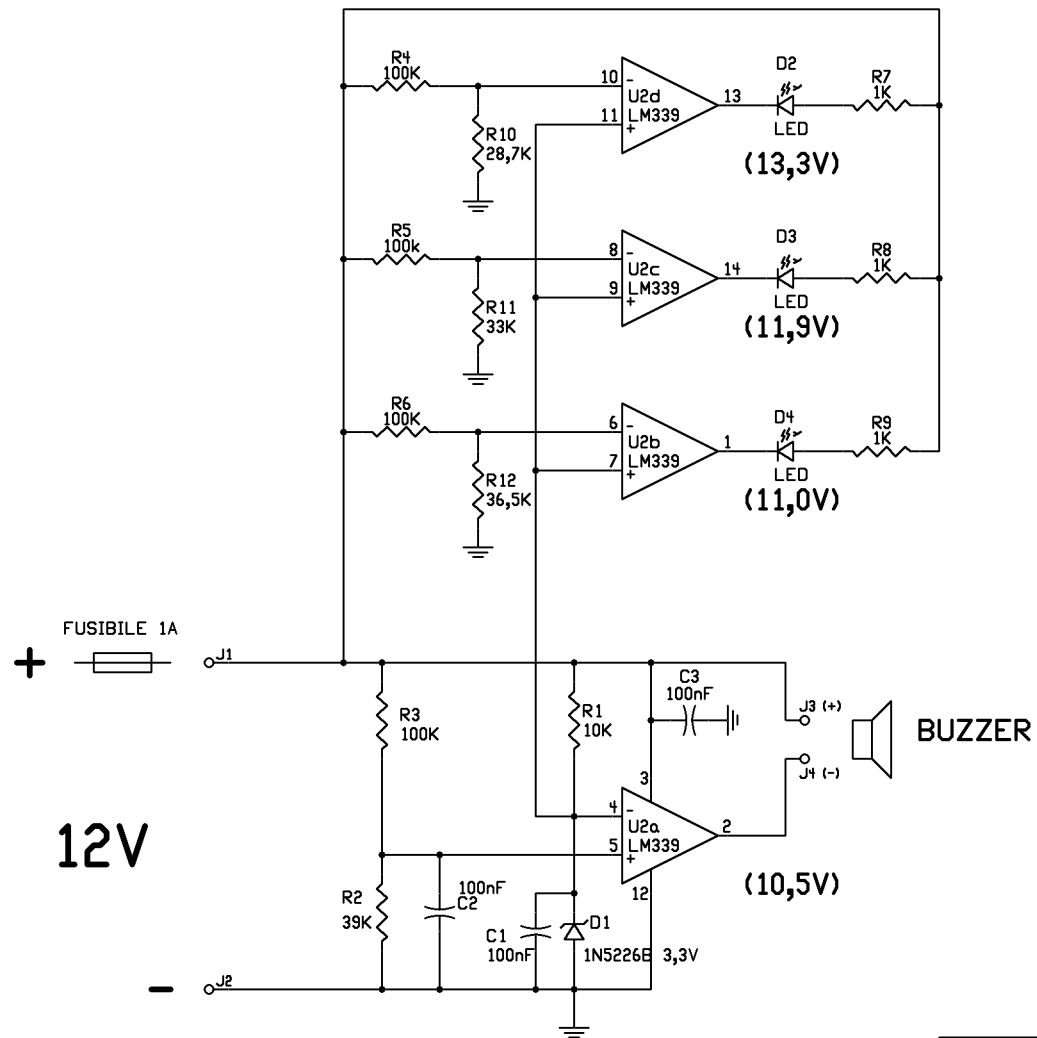 R4
100K
10
-
U2d
LM339
11
+
13
D2
LED
R7
1K
R10
28,7K
(13,3V)
R5
100k
8
-
U2c
LM339
9
+
14
D3
LED
R8
1K
R11
33K
(11,9V)
R6
100K
6
-
U2b
LM339
7
+
1
D4
LED
R9
1K
R12
36,5K
(11,0V)
FUSIBILE 1A
+
J1
R3
100K
R1
10K
C3
100nF
J3 (+)
J4 (-)
BUZZER
12V
3
4
-
U2a
LM339
5
+
12
2
(10,5V)
R2
39K
100nF
C2
C1
100nF
D1
1N5226B 3,3V
-
J2